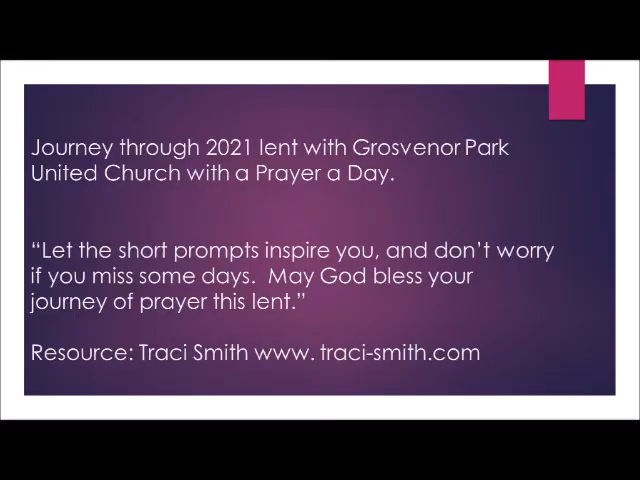 Journey through 2021 lent with Grosvenor Park
United Church with a Prayer a Day.
“Let the short prompts inspire you, and don’t worry
if you miss some days.  May God bless your
journey of prayer this lent.”
Resource: Traci Smith www. traci-smith.com